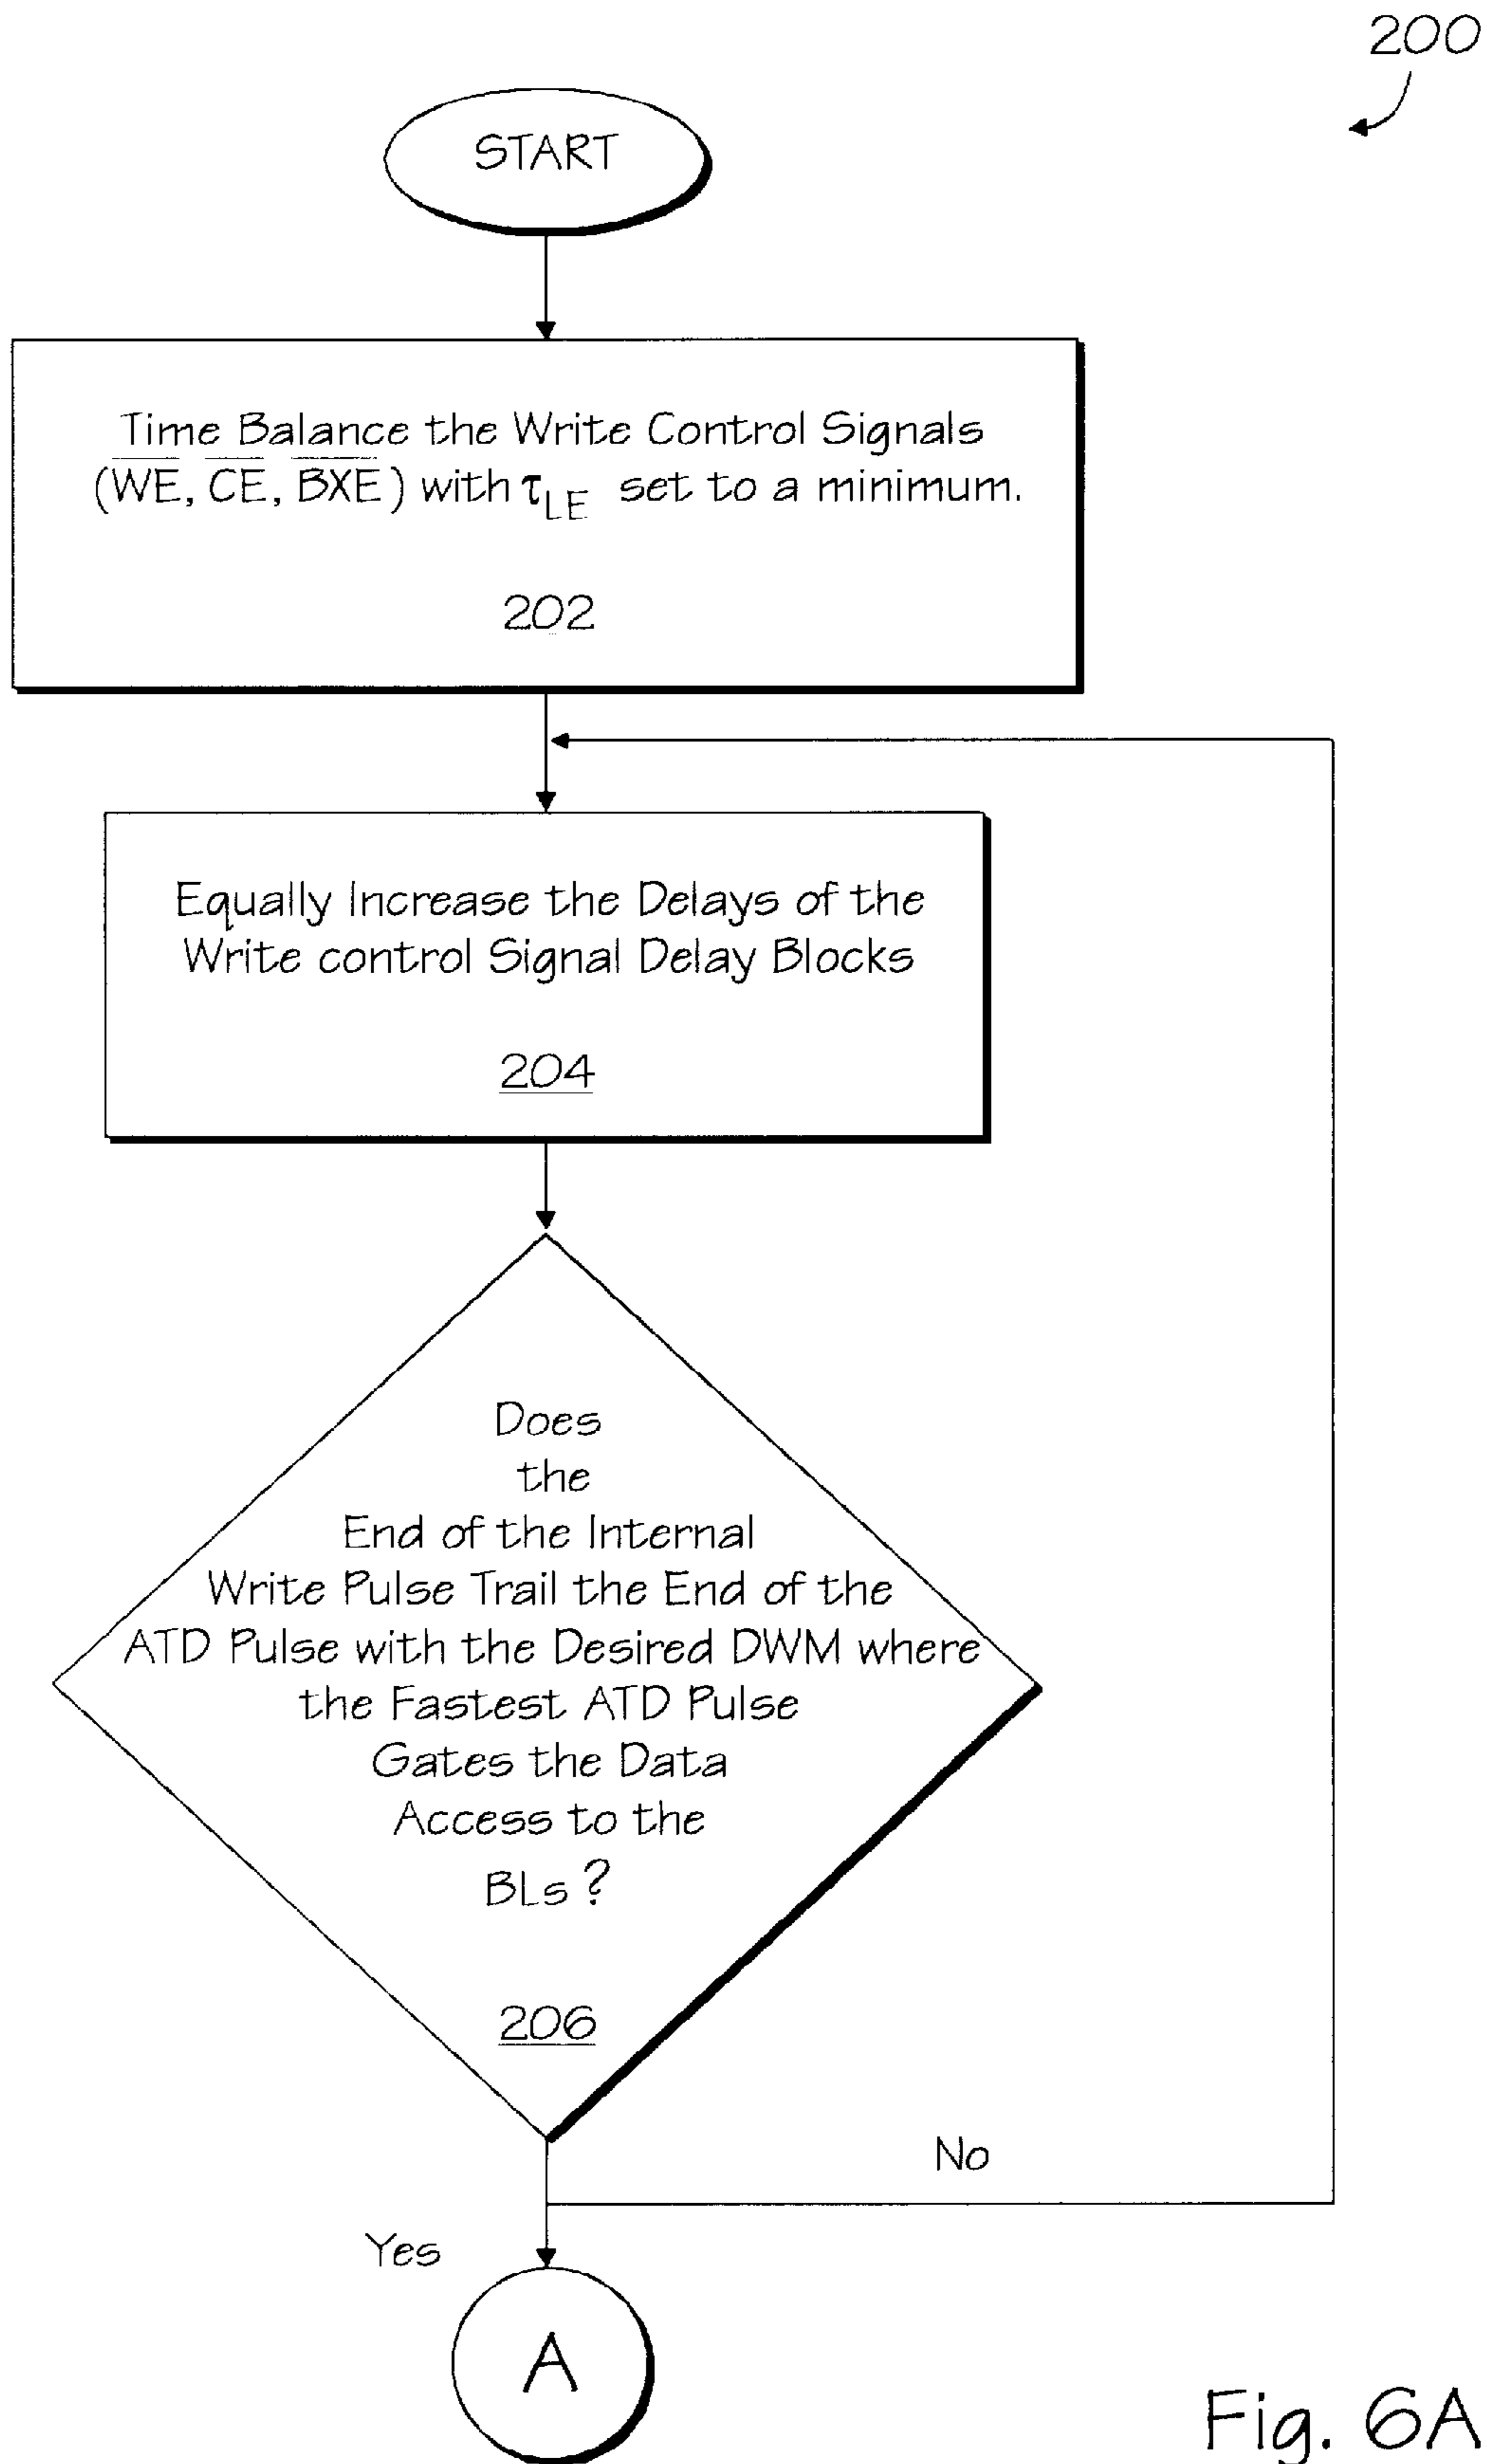 200
START
Time Balance the Write Control Signals
(W̅E̅, C̅E̅, B̅X̅E̅) with τLE set to a minimum.
202
Equally Increase the Delays of the
Write control Signal Delay Blocks
204
Does
the
End of the Internal
Write Pulse Trail the End of the
ATD Pulse with the Desired DWM where
the Fastest ATD Pulse
Gates the Data
Access to the
BLs ?
206
No
Yes
A
Fig. 6A